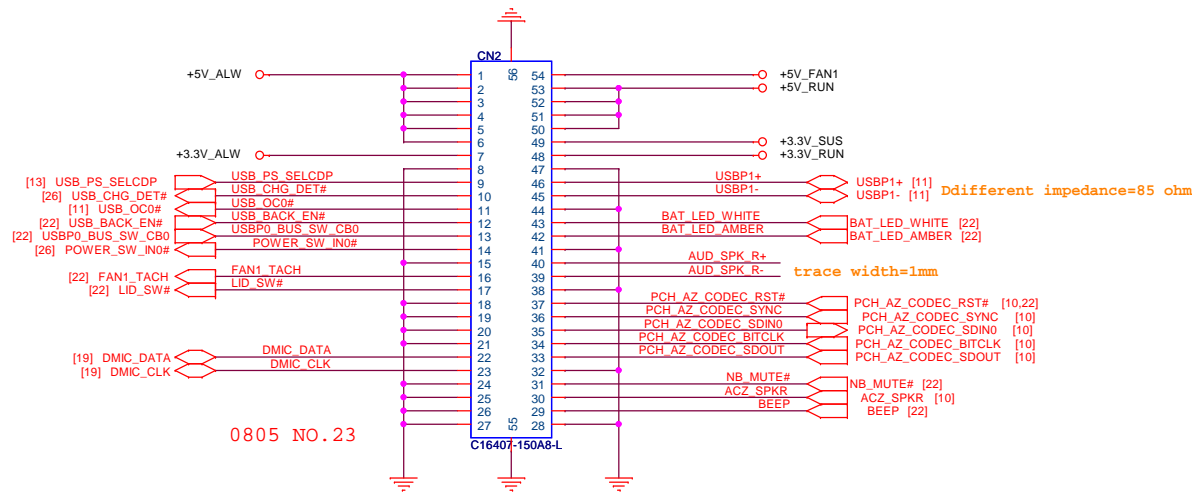 CN2
+5V_ALW 1 56 54 +5V_FAN1
2 53 +5V_RUN
3 52
4 51
5 50
6 49 +3.3V_SUS
+3.3V_ALW 7 48 +3.3V_RUN
8 47
[13] USB_PS_SELCDP USB_PS_SELCDP 9 46 USBP1+ USBP1+ [11]
Ddifferent impedance=85 ohm
[26] USB_CHG_DET# USB_CHG_DET# 10 45 USBP1- USBP1- [11]
[11] USB_OC0# USB_OC0# 11 44
[22] USB_BACK_EN# USB_BACK_EN# 12 43 BAT_LED_WHITE BAT_LED_WHITE [22]
[22] USBP0_BUS_SW_CB0 USBP0_BUS_SW_CB0 13 42 BAT_LED_AMBER BAT_LED_AMBER [22]
[26] POWER_SW_IN0# POWER_SW_IN0# 14 41
15 40 AUD_SPK_R+
[22] FAN1_TACH FAN1_TACH 16 39 AUD_SPK_R- trace width=1mm
[22] LID_SW# LID_SW# 17 38
18 37 PCH_AZ_CODEC_RST# PCH_AZ_CODEC_RST# [10,22]
19 36 PCH_AZ_CODEC_SYNC PCH_AZ_CODEC_SYNC [10]
20 35 PCH_AZ_CODEC_SDIN0 PCH_AZ_CODEC_SDIN0 [10]
21 34 PCH_AZ_CODEC_BITCLK PCH_AZ_CODEC_BITCLK [10]
[19] DMIC_DATA DMIC_DATA 22 33 PCH_AZ_CODEC_SDOUT PCH_AZ_CODEC_SDOUT [10]
[19] DMIC_CLK DMIC_CLK 23 32
24 31 NB_MUTE# NB_MUTE# [22]
25 30 ACZ_SPKR ACZ_SPKR [10]
26 29 BEEP BEEP [22]
27 55 28
0805 NO.23
C16407-150A8-L